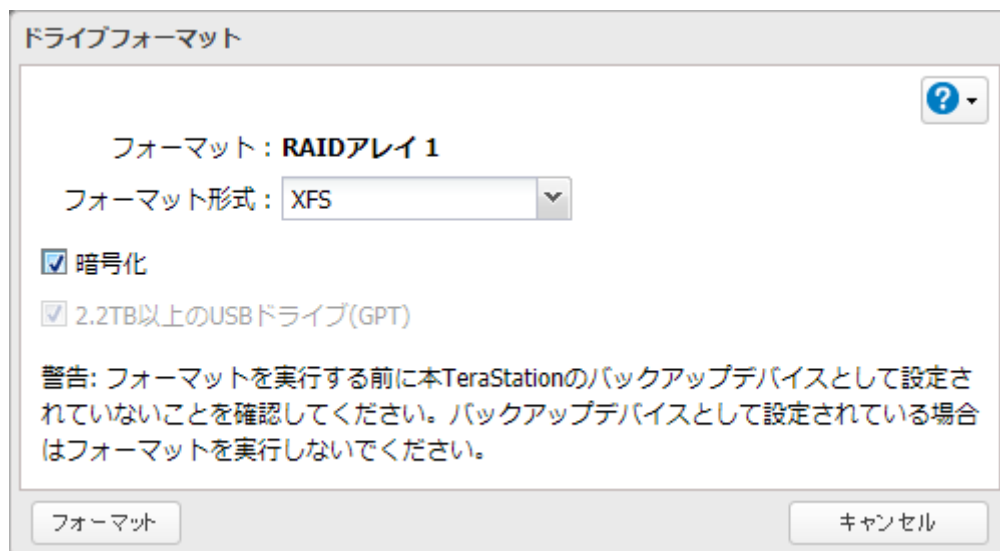 ドライブフォーマット
フォーマット : RAIDアレイ 1
フォーマット形式 : XFS
暗号化
2.2TB以上のUSBドライブ(GPT)
警告: フォーマットを実行する前に本TeraStationのバックアップデバイスとして設定さ
れていないことを確認してください。バックアップデバイスとして設定されている場合
はフォーマットを実行しないでください。
フォーマット
キャンセル